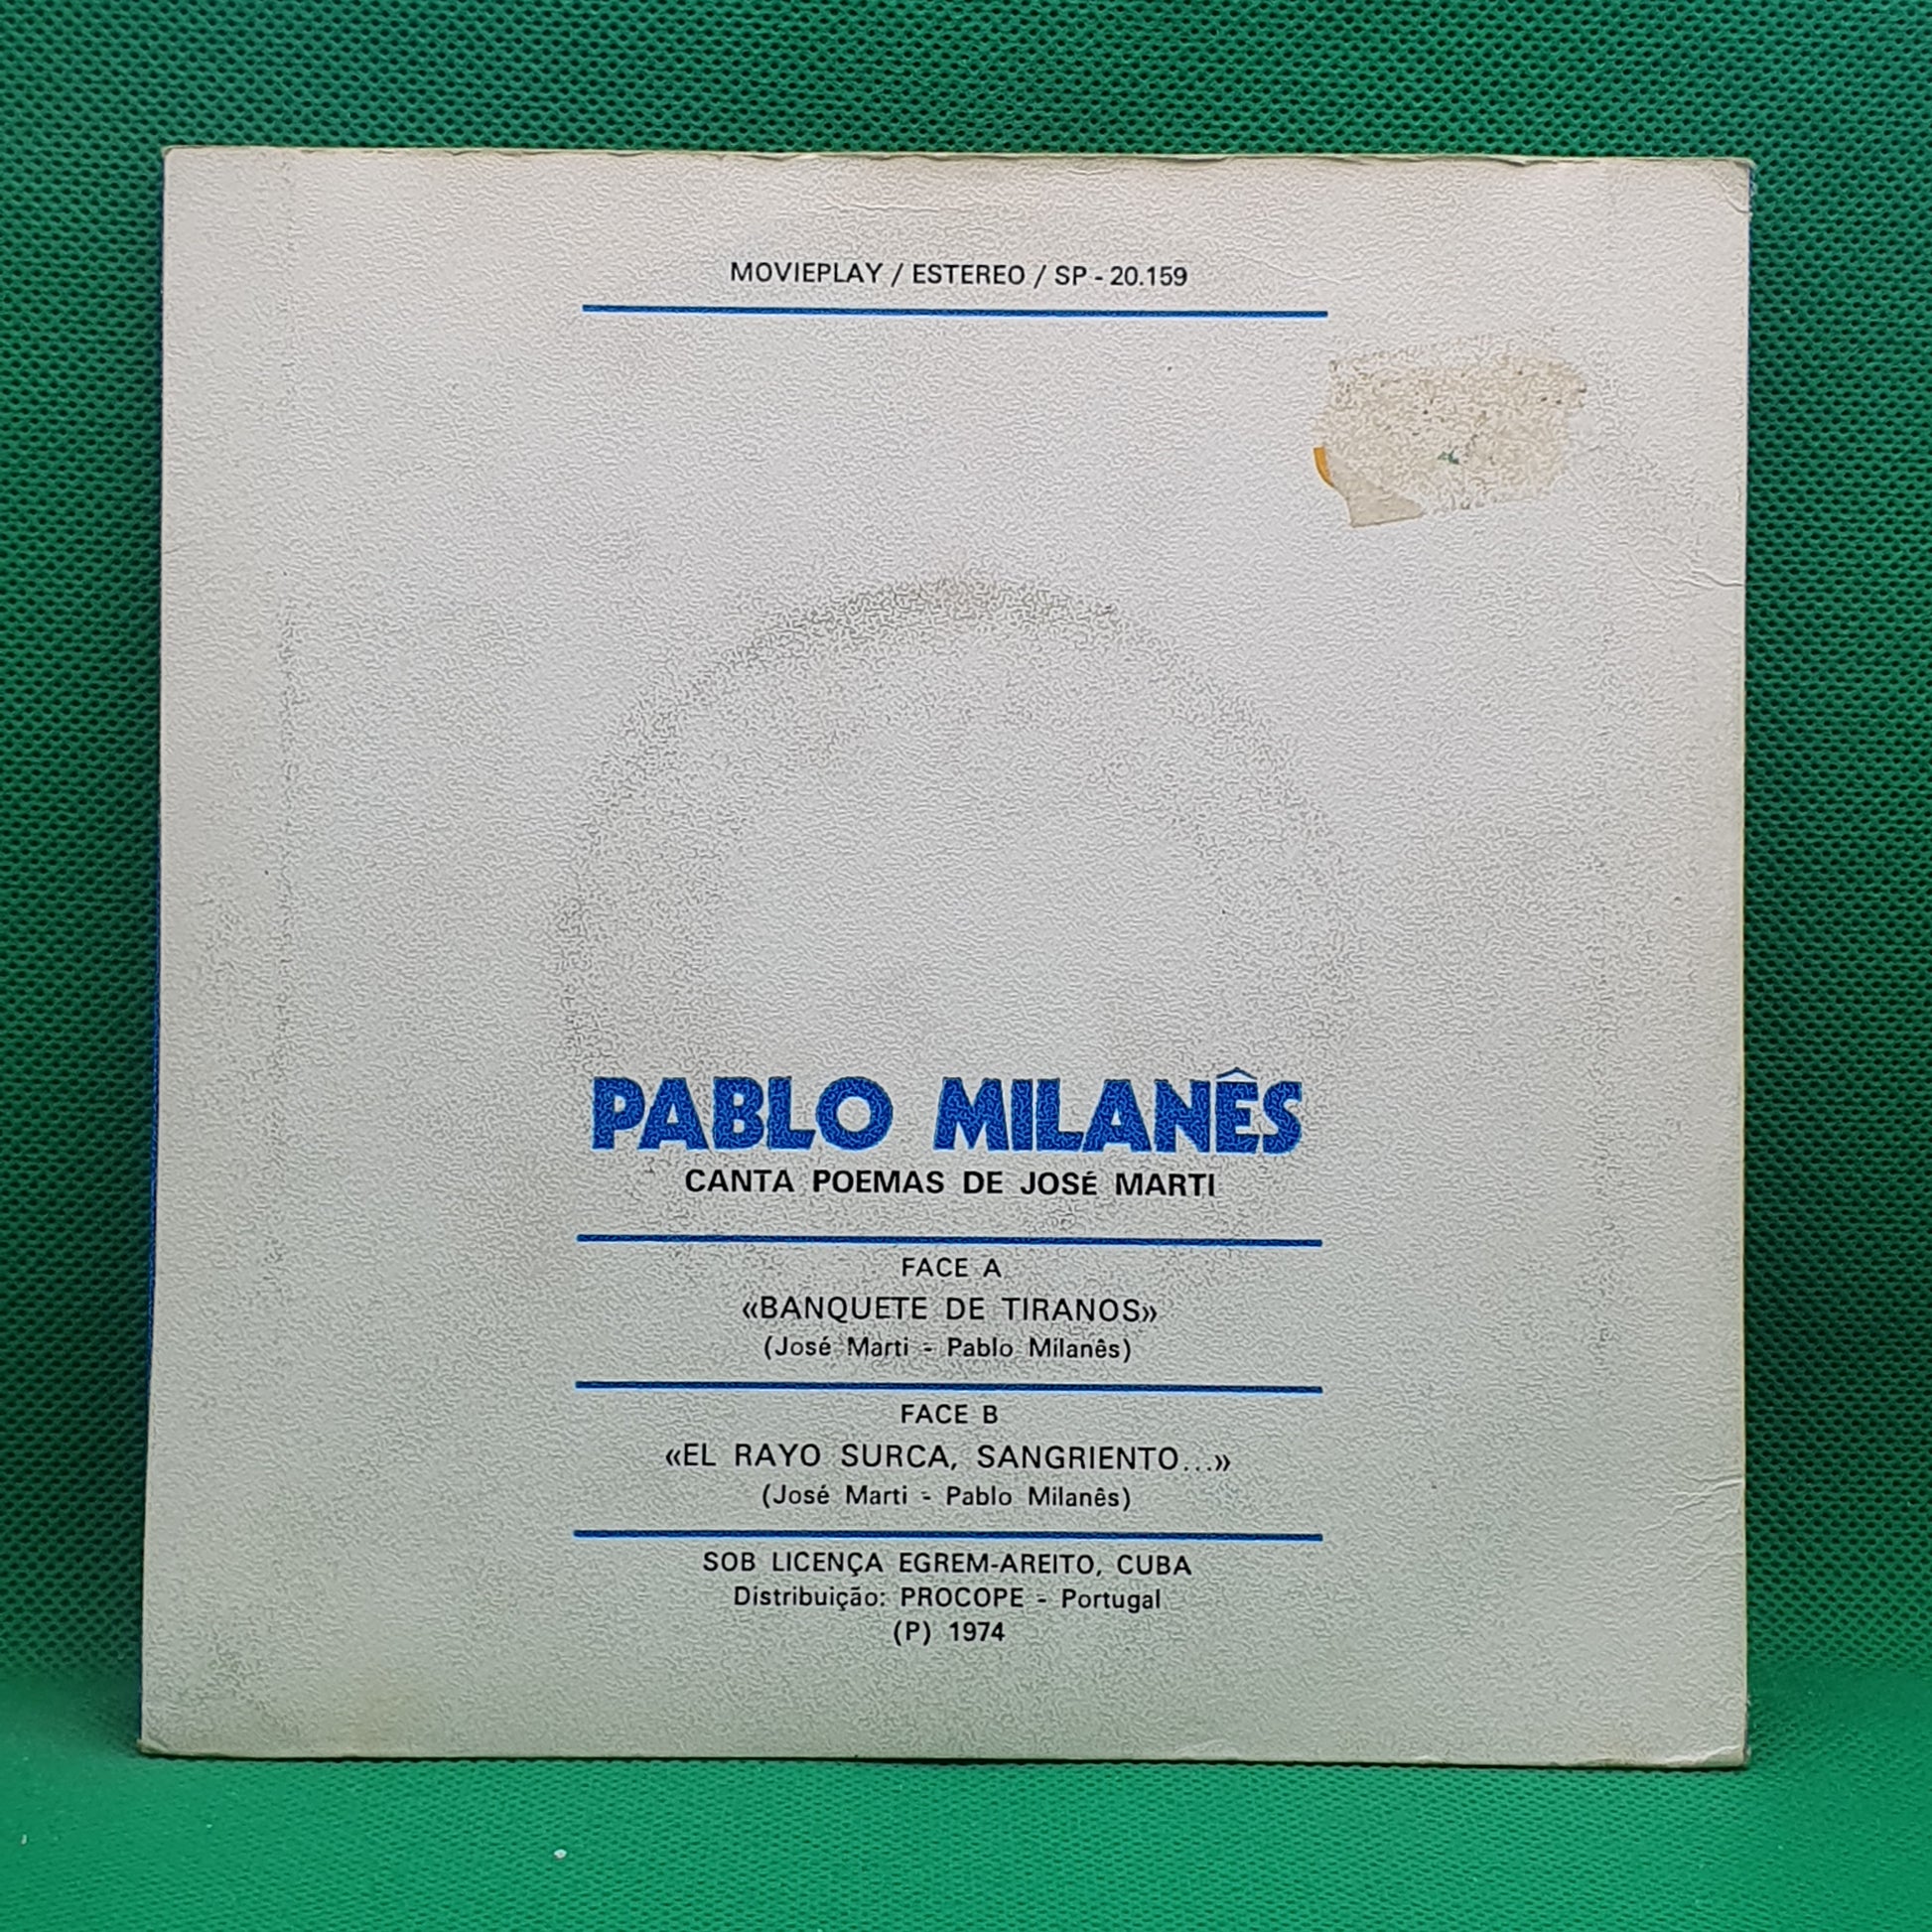 MOVIEPLAY / ESTEREO / SP - 20.159
PABLO MILANÊS
CANTA POEMAS DE JOSÉ MARTI
FACE A
«BANQUETE DE TIRANOS»
(José Marti - Pablo Milanês)
FACE B
«EL RAYO SURCA, SANGRIENTO...»
(José Marti - Pablo Milanês)
SOB LICENÇA EGREM-AREITO, CUBA
Distribuição: PROCOPE - Portugal
(P) 1974